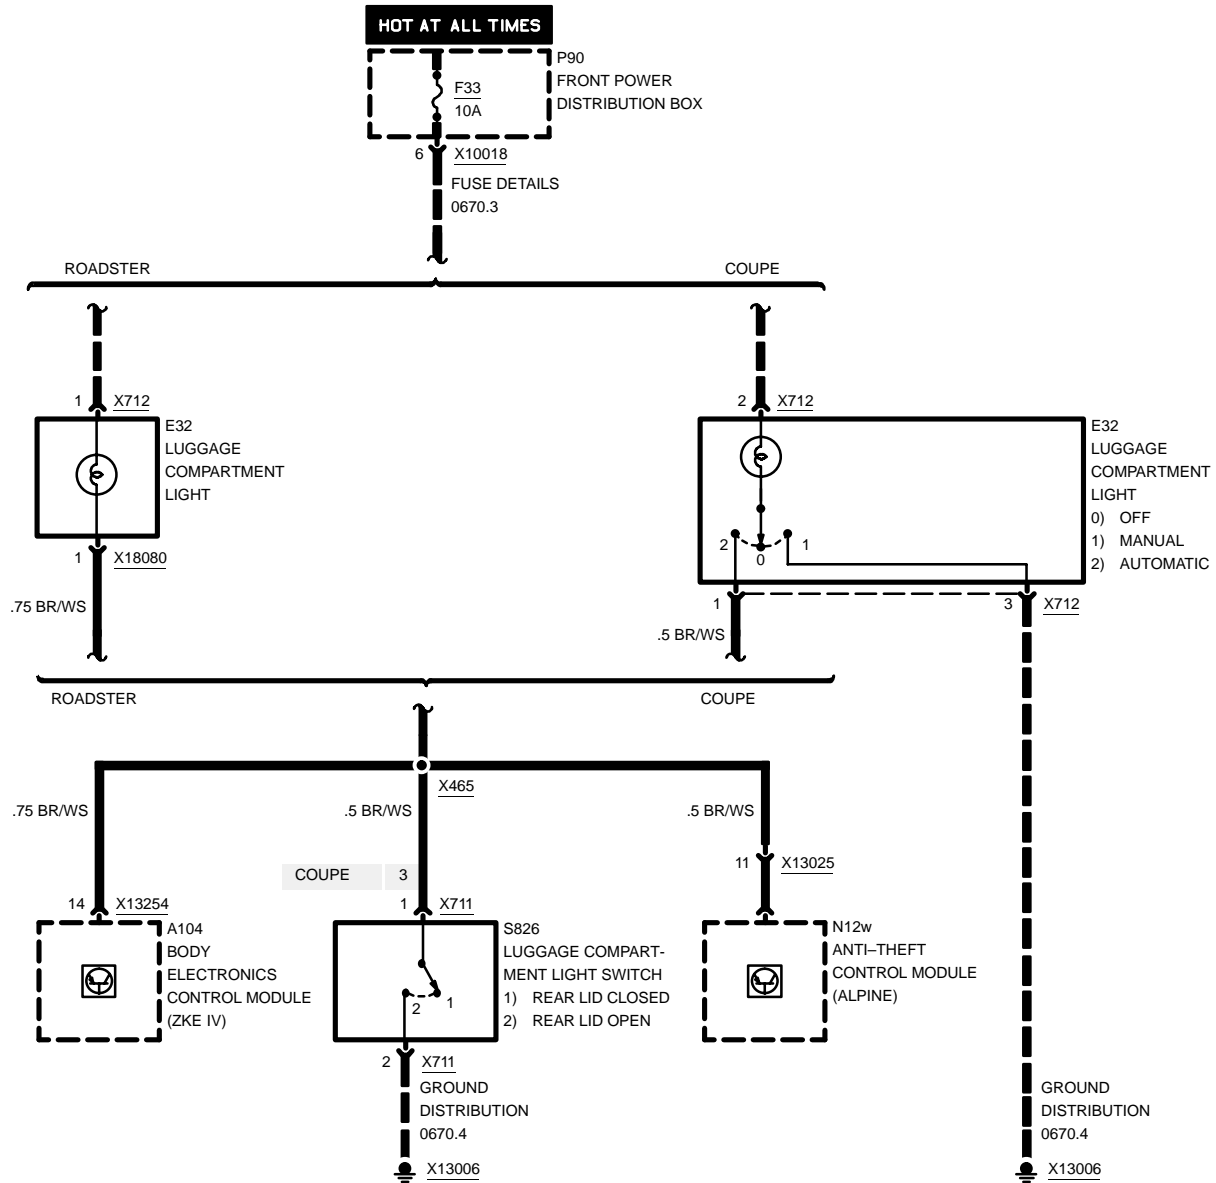 HOT AT ALL TIMES
P90
FRONT POWER
DISTRIBUTION BOX
F33
10A
6 X10018
FUSE DETAILS
0670.3
ROADSTER
COUPE
1 X712
E32
LUGGAGE
COMPARTMENT
LIGHT
1 X18080
.75 BR/WS
2 X712
E32
LUGGAGE
COMPARTMENT
LIGHT
0) OFF
1) MANUAL
2) AUTOMATIC
2
0
1
1
3 X712
.5 BR/WS
ROADSTER
COUPE
X465
.75 BR/WS
.5 BR/WS
.5 BR/WS
COUPE 3
11 X13025
14 X13254
A104
BODY
ELECTRONICS
CONTROL MODULE
(ZKE IV)
1 X711
S826
LUGGAGE COMPART-
MENT LIGHT SWITCH
1) REAR LID CLOSED
2) REAR LID OPEN
2
1
N12w
ANTI–THEFT
CONTROL MODULE
(ALPINE)
2 X711
GROUND
DISTRIBUTION
0670.4
X13006
GROUND
DISTRIBUTION
0670.4
X13006